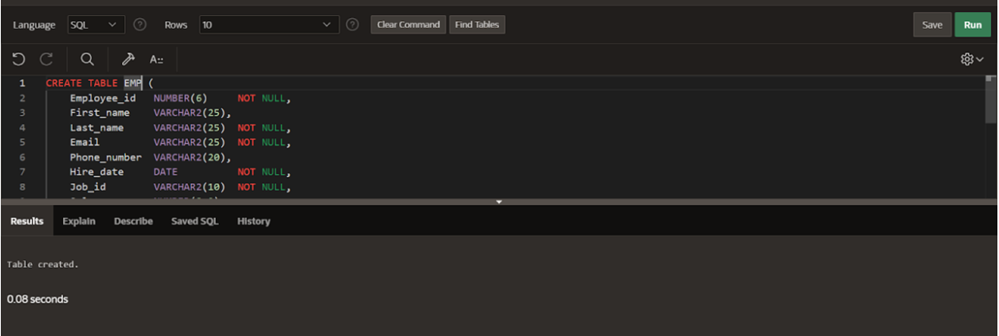 Language SQL Rows 10 Clear Command Find Tables Save Run
A::
1 CREATE TABLE EMP (
2 Employee_id NUMBER(6) NOT NULL,
3 First_name VARCHAR2(25),
4 Last_name VARCHAR2(25) NOT NULL,
5 Email VARCHAR2(25) NOT NULL,
6 Phone_number VARCHAR2(20),
7 Hire_date DATE NOT NULL,
8 Job_id VARCHAR2(10) NOT NULL,
Results Explain Describe Saved SQL History
Table created.
0.08 seconds